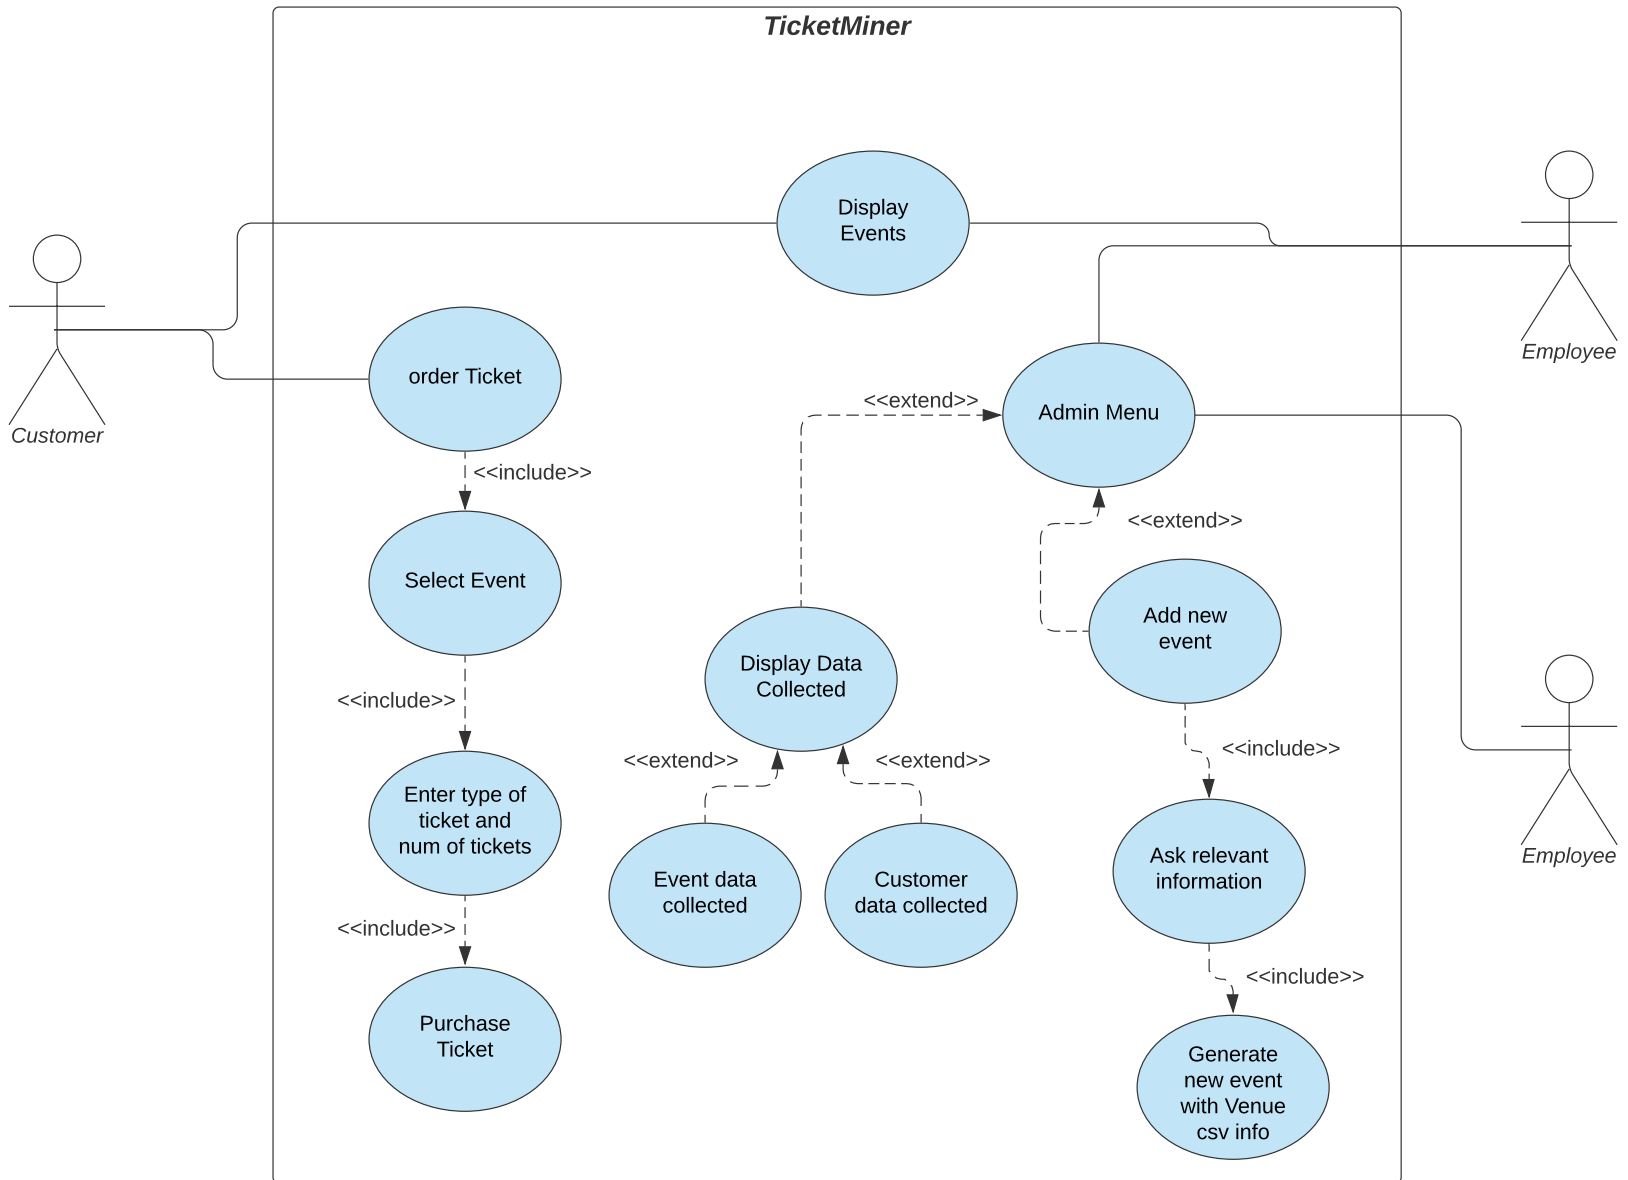 TicketMiner
Display
Events
Employee
order Ticket
Customer
<<extend>>
Admin Menu
<<include>>
<<extend>>
Select Event
Add new
event
Display Data
Collected
<<include>>
<<include>>
<<extend>>
<<extend>>
Enter type of
ticket and
num of tickets
Employee
Ask relevant
information
Event data
collected
Customer
data collected
<<include>>
<<include>>
Purchase
Ticket
Generate
new event
with Venue
csv info